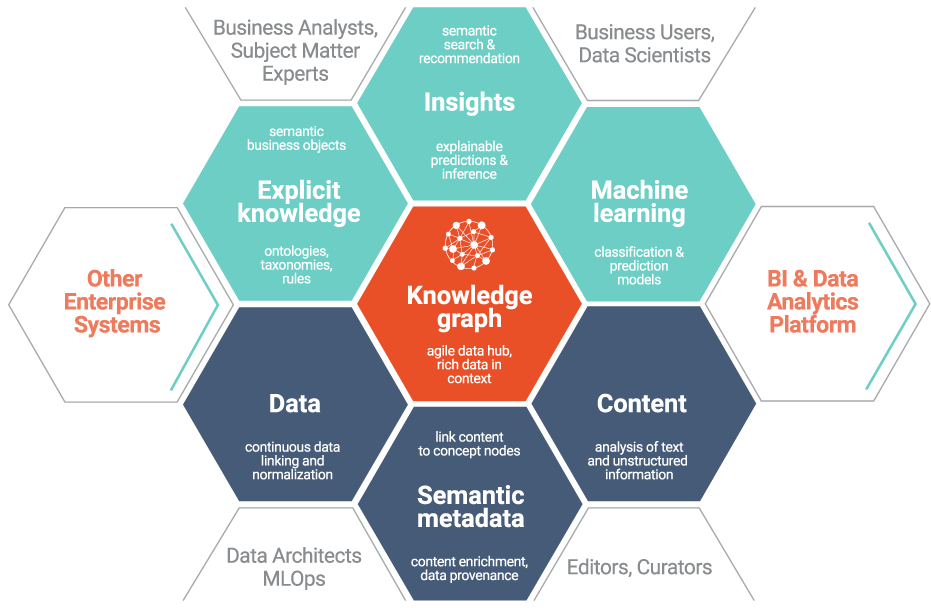 Business Analysts,
Subject Matter
Experts
semantic
search &
recommendation
Insights
explainable
predictions &
inference
Business Users,
Data Scientists
semantic
business objects
Explicit
knowledge
ontologies,
taxonomies,
rules
Machine
learning
classification &
prediction
models
Other
Enterprise
Systems
Knowledge
graph
agile data hub,
rich data in
context
BI & Data
Analytics
Platform
Data
continuous data
linking and
normalization
link content
to concept nodes
Semantic
metadata
content enrichment,
data provenance
Content
analysis of text
and unstructured
information
Data Architects
MLOps
Editors, Curators